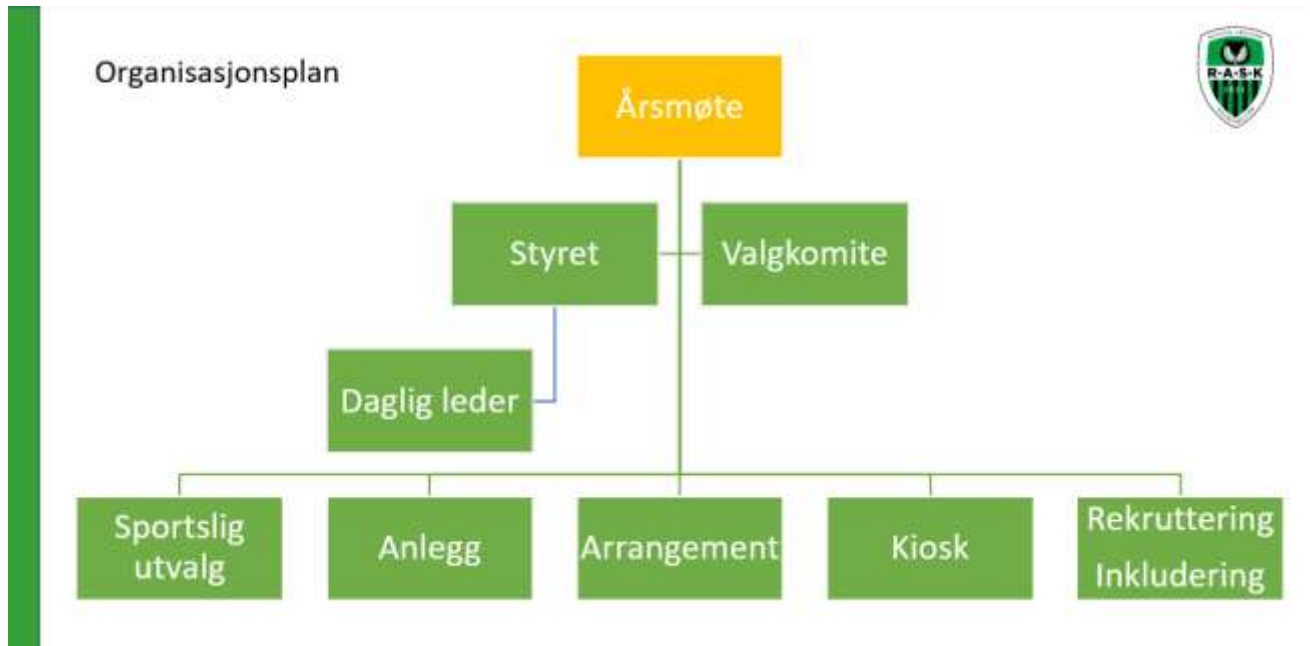 Organisasjonsplan
Årsmøte
R-A-S-K
Styret
Valgkomite
Daglig leder
Sportslig
utvalg
Anlegg
Arrangement
Kiosk
Rekruttering
Inkludering